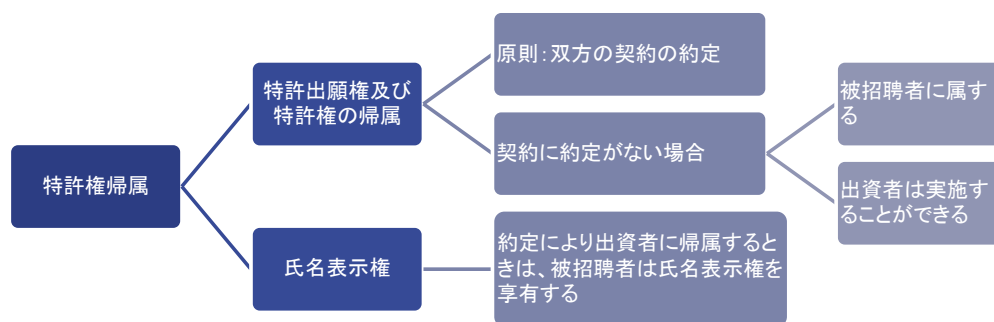 特許権帰属
特許出願権及び
特許権の帰属
原則：双方の契約の約定
契約に約定がない場合
被招聘者に属す
る
出資者は実施す
ることができる
氏名表示権
約定により出資者に帰属するとき
は、被招聘者は氏名表示権を
享有する